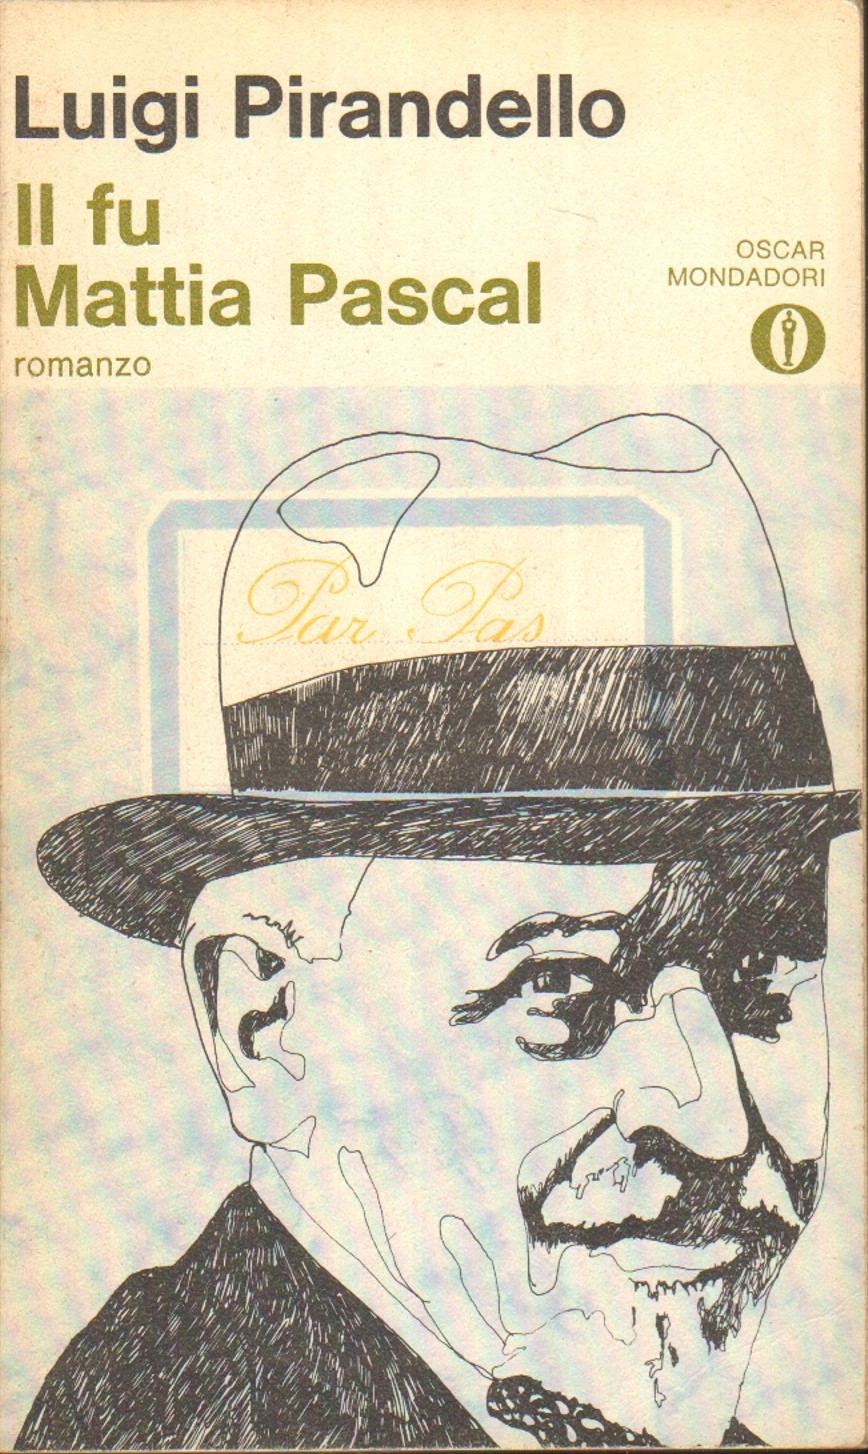 Luigi Pirandello
Il fu
Mattia Pascal
romanzo
OSCAR
MONDADORI
Par Pas